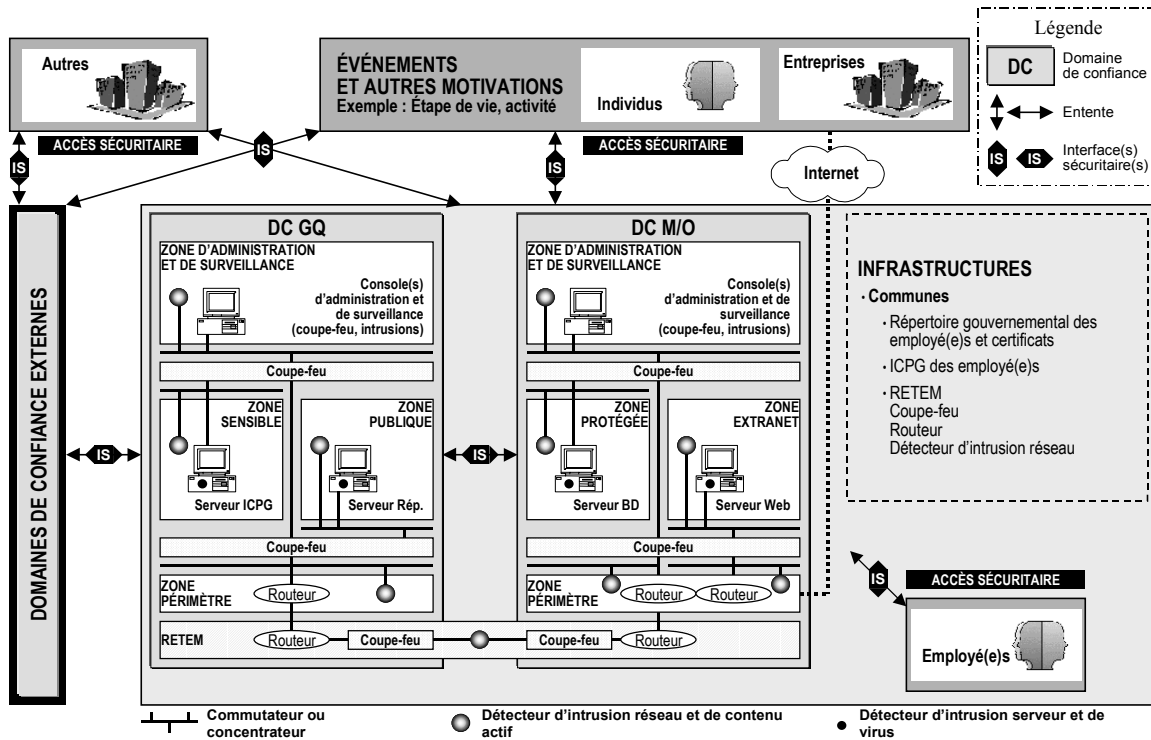 Légende
DC
Domaine
de confiance
Entente
IS
IS
Interface(s)
sécuritaire(s)
Autres
ÉVÉNEMENTS
ET AUTRES MOTIVATIONS
Exemple : Étape de vie, activité
Individus
Entreprises
ACCÈS SÉCURITAIRE
ACCÈS SÉCURITAIRE
IS
IS
IS
Internet
DOMAINES DE CONFIANCE EXTERNES
IS
DC GQ
ZONE D'ADMINISTRATION
ET DE SURVEILLANCE
Console(s)
d'administration et
de surveillance
(coupe-feu, intrusions)
Coupe-feu
ZONE
SENSIBLE
Serveur ICPG
ZONE
PUBLIQUE
Serveur Rép.
Coupe-feu
ZONE
PÉRIMÈTRE
Routeur
IS
DC M/O
ZONE D'ADMINISTRATION
ET DE SURVEILLANCE
Console(s)
d'administration et de
surveillance
(coupe-feu, intrusions)
Coupe-feu
ZONE
PROTÉGÉE
Serveur BD
ZONE
EXTRANET
Serveur Web
Coupe-feu
ZONE
PÉRIMÈTRE
Routeur
Routeur
RETEM
Routeur
Coupe-feu
Coupe-feu
Routeur
INFRASTRUCTURES
· Communes
· Répertoire gouvernemental des
employé(e)s et certificats
· ICPG des employé(e)s
· RETEM
Coupe-feu
Routeur
Détecteur d'intrusion réseau
IS
ACCÈS SÉCURITAIRE
Employé(e)s
Commutateur ou
concentrateur
Détecteur d'intrusion réseau et de contenu
actif
Détecteur d'intrusion serveur et de
virus